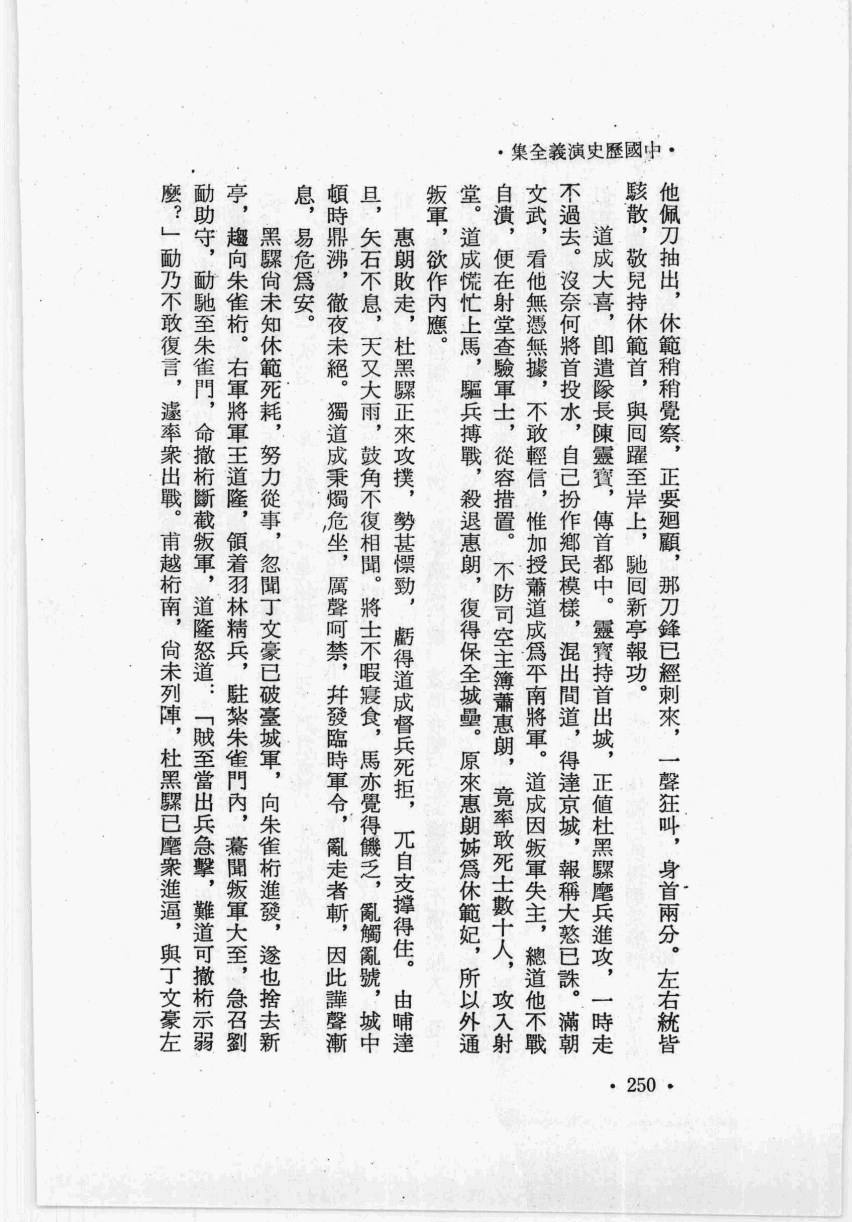 ·中國歷史演義全集·
他佩刀抽出，休範稍稍覺察，正要廻顧，那刀鋒已經刺來，一聲狂叫，身首兩分。左右統皆
駭散，敬兒持休範首，與回躍至岸上，馳回新亭報功。
道成大喜，卽遣隊長陳靈寶，傳首都中。靈寶持首出城，正值杜黑騾麾兵進攻，一時走
不過去。沒奈何將首投水，自己扮作鄉民模樣，混出間道，得達京城，報稱大憝已誅。滿朝
文武，看他無憑無據，不敢輕信，惟加授蕭道成爲平南將軍。道成因叛軍失主，總道他不戰
自潰，便在射堂查驗軍士，從容措置。不防司空主簿蕭惠朗，竟率敢死士數十人，攻入射
堂。道成慌忙上馬，驅兵搏戰，殺退惠朗，復得保全城壘。原來惠朗姊爲休範妃，所以外通
叛軍，欲作內應。
惠朗敗走，杜黑騾正來攻撲，勢甚慓勁，虧得道成督兵死拒，兀自支撐得住。由晡達
旦，矢石不息，天又大雨，鼓角不復相聞。將士不暇寢食，馬亦覺得饑乏，亂觸亂號，城中
頓時鼎沸，徹夜未絕。獨道成秉燭危坐，厲聲呵禁，幷發臨時軍令，亂走者斬，因此譁聲漸
息，易危爲安。
黑騾尙未知休範死耗，努力從事，忽聞丁文豪已破臺城軍，向朱雀桁進發，遂也捨去新
亭，趨向朱雀桁。右軍將軍王道隆，領着羽林精兵，駐紮朱雀門內，驀聞叛軍大至，急召劉
勔助守，勔馳至朱雀門，命撤桁斷截叛軍，道隆怒道：「賊至當出兵急擊，難道可撤桁示弱
麼？」勔乃不敢復言，遽率衆出戰。甫越桁南，尙未列陣，杜黑騾已麾衆進逼，與丁文豪左
·250·